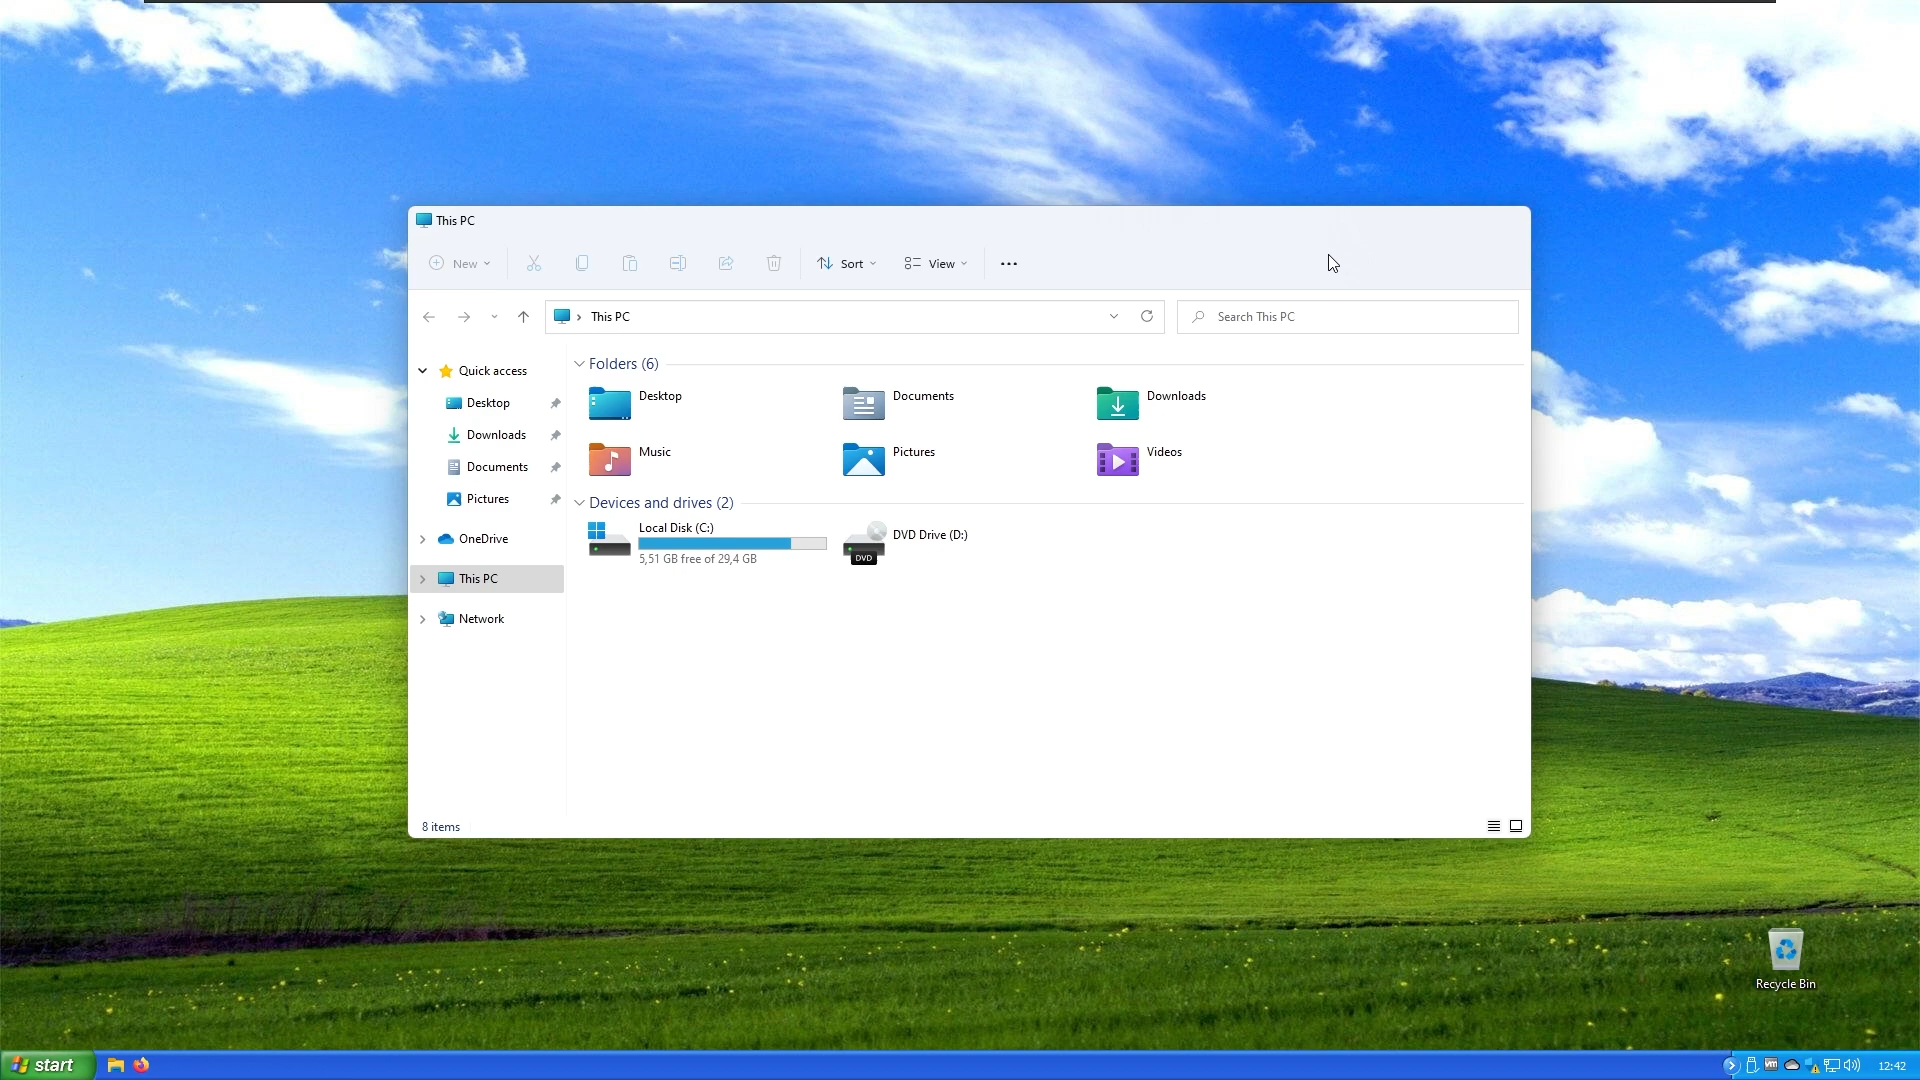 This PC
New
Sort
View
This PC
Search This PC
Quick access
Desktop
Downloads
Documents
Pictures
OneDrive
This PC
Network
Folders (6)
Desktop
Documents
Downloads
Music
Pictures
Videos
Devices and drives (2)
Local Disk (C:)
5,51 GB free of 29,4 GB
DVD
DVD Drive (D:)
8 items
Recycle Bin
start
vm
12:42